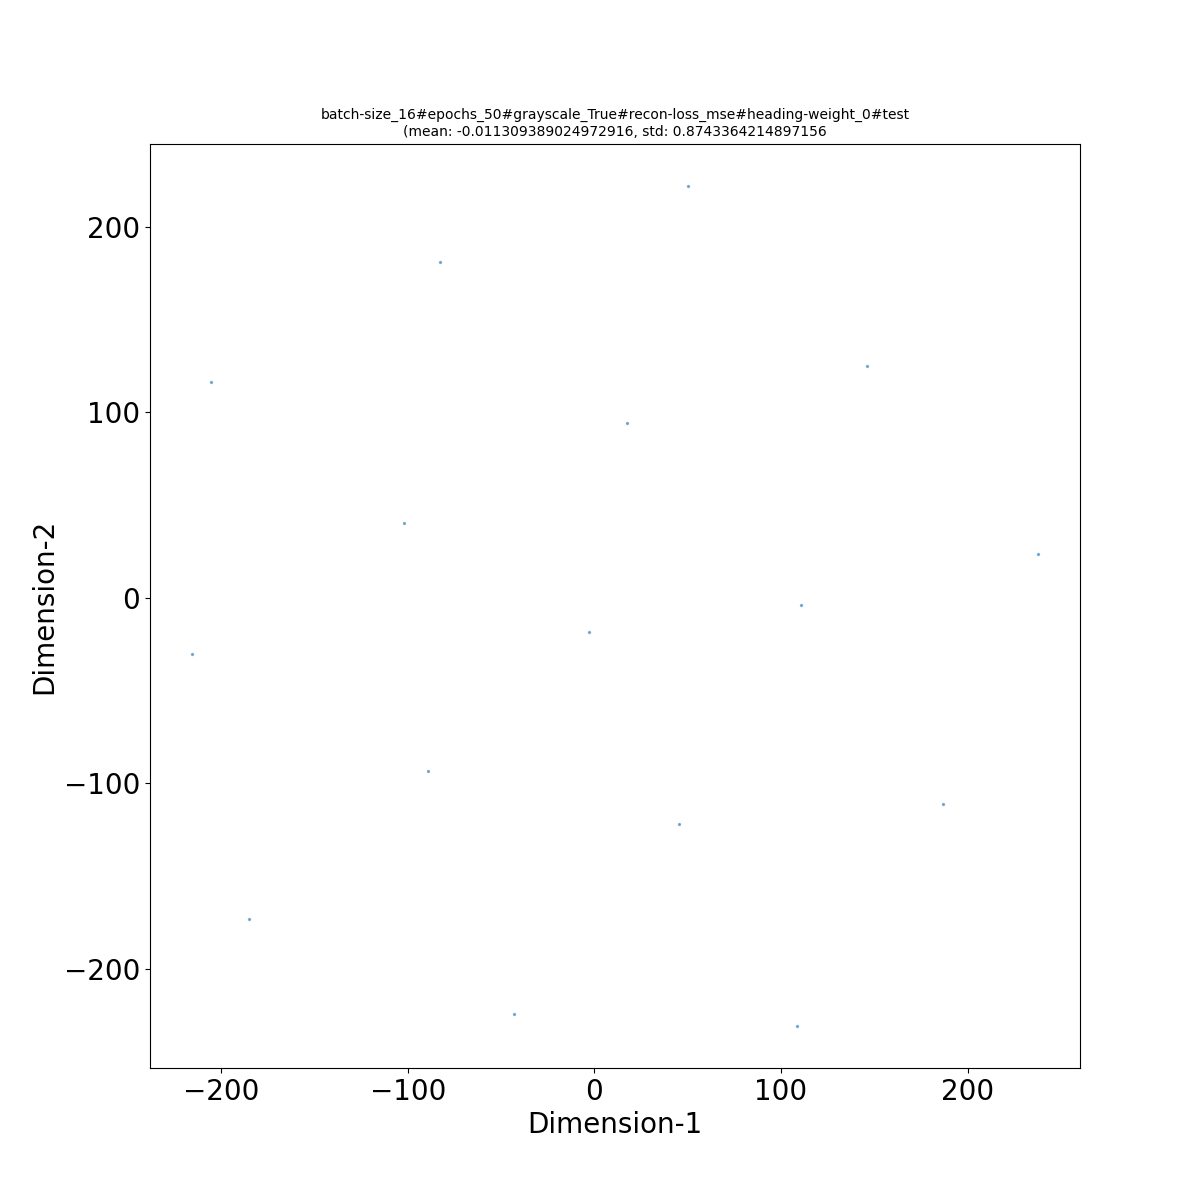 batch-size_16#epochs_50#grayscale_True#recon-loss_mse#heading-weight_0#test
(mean: -0.011309389024972916, std: 0.8743364214897156
200
100
0
−100
−200
Dimension-2
−200 −100 0 100 200
Dimension-1